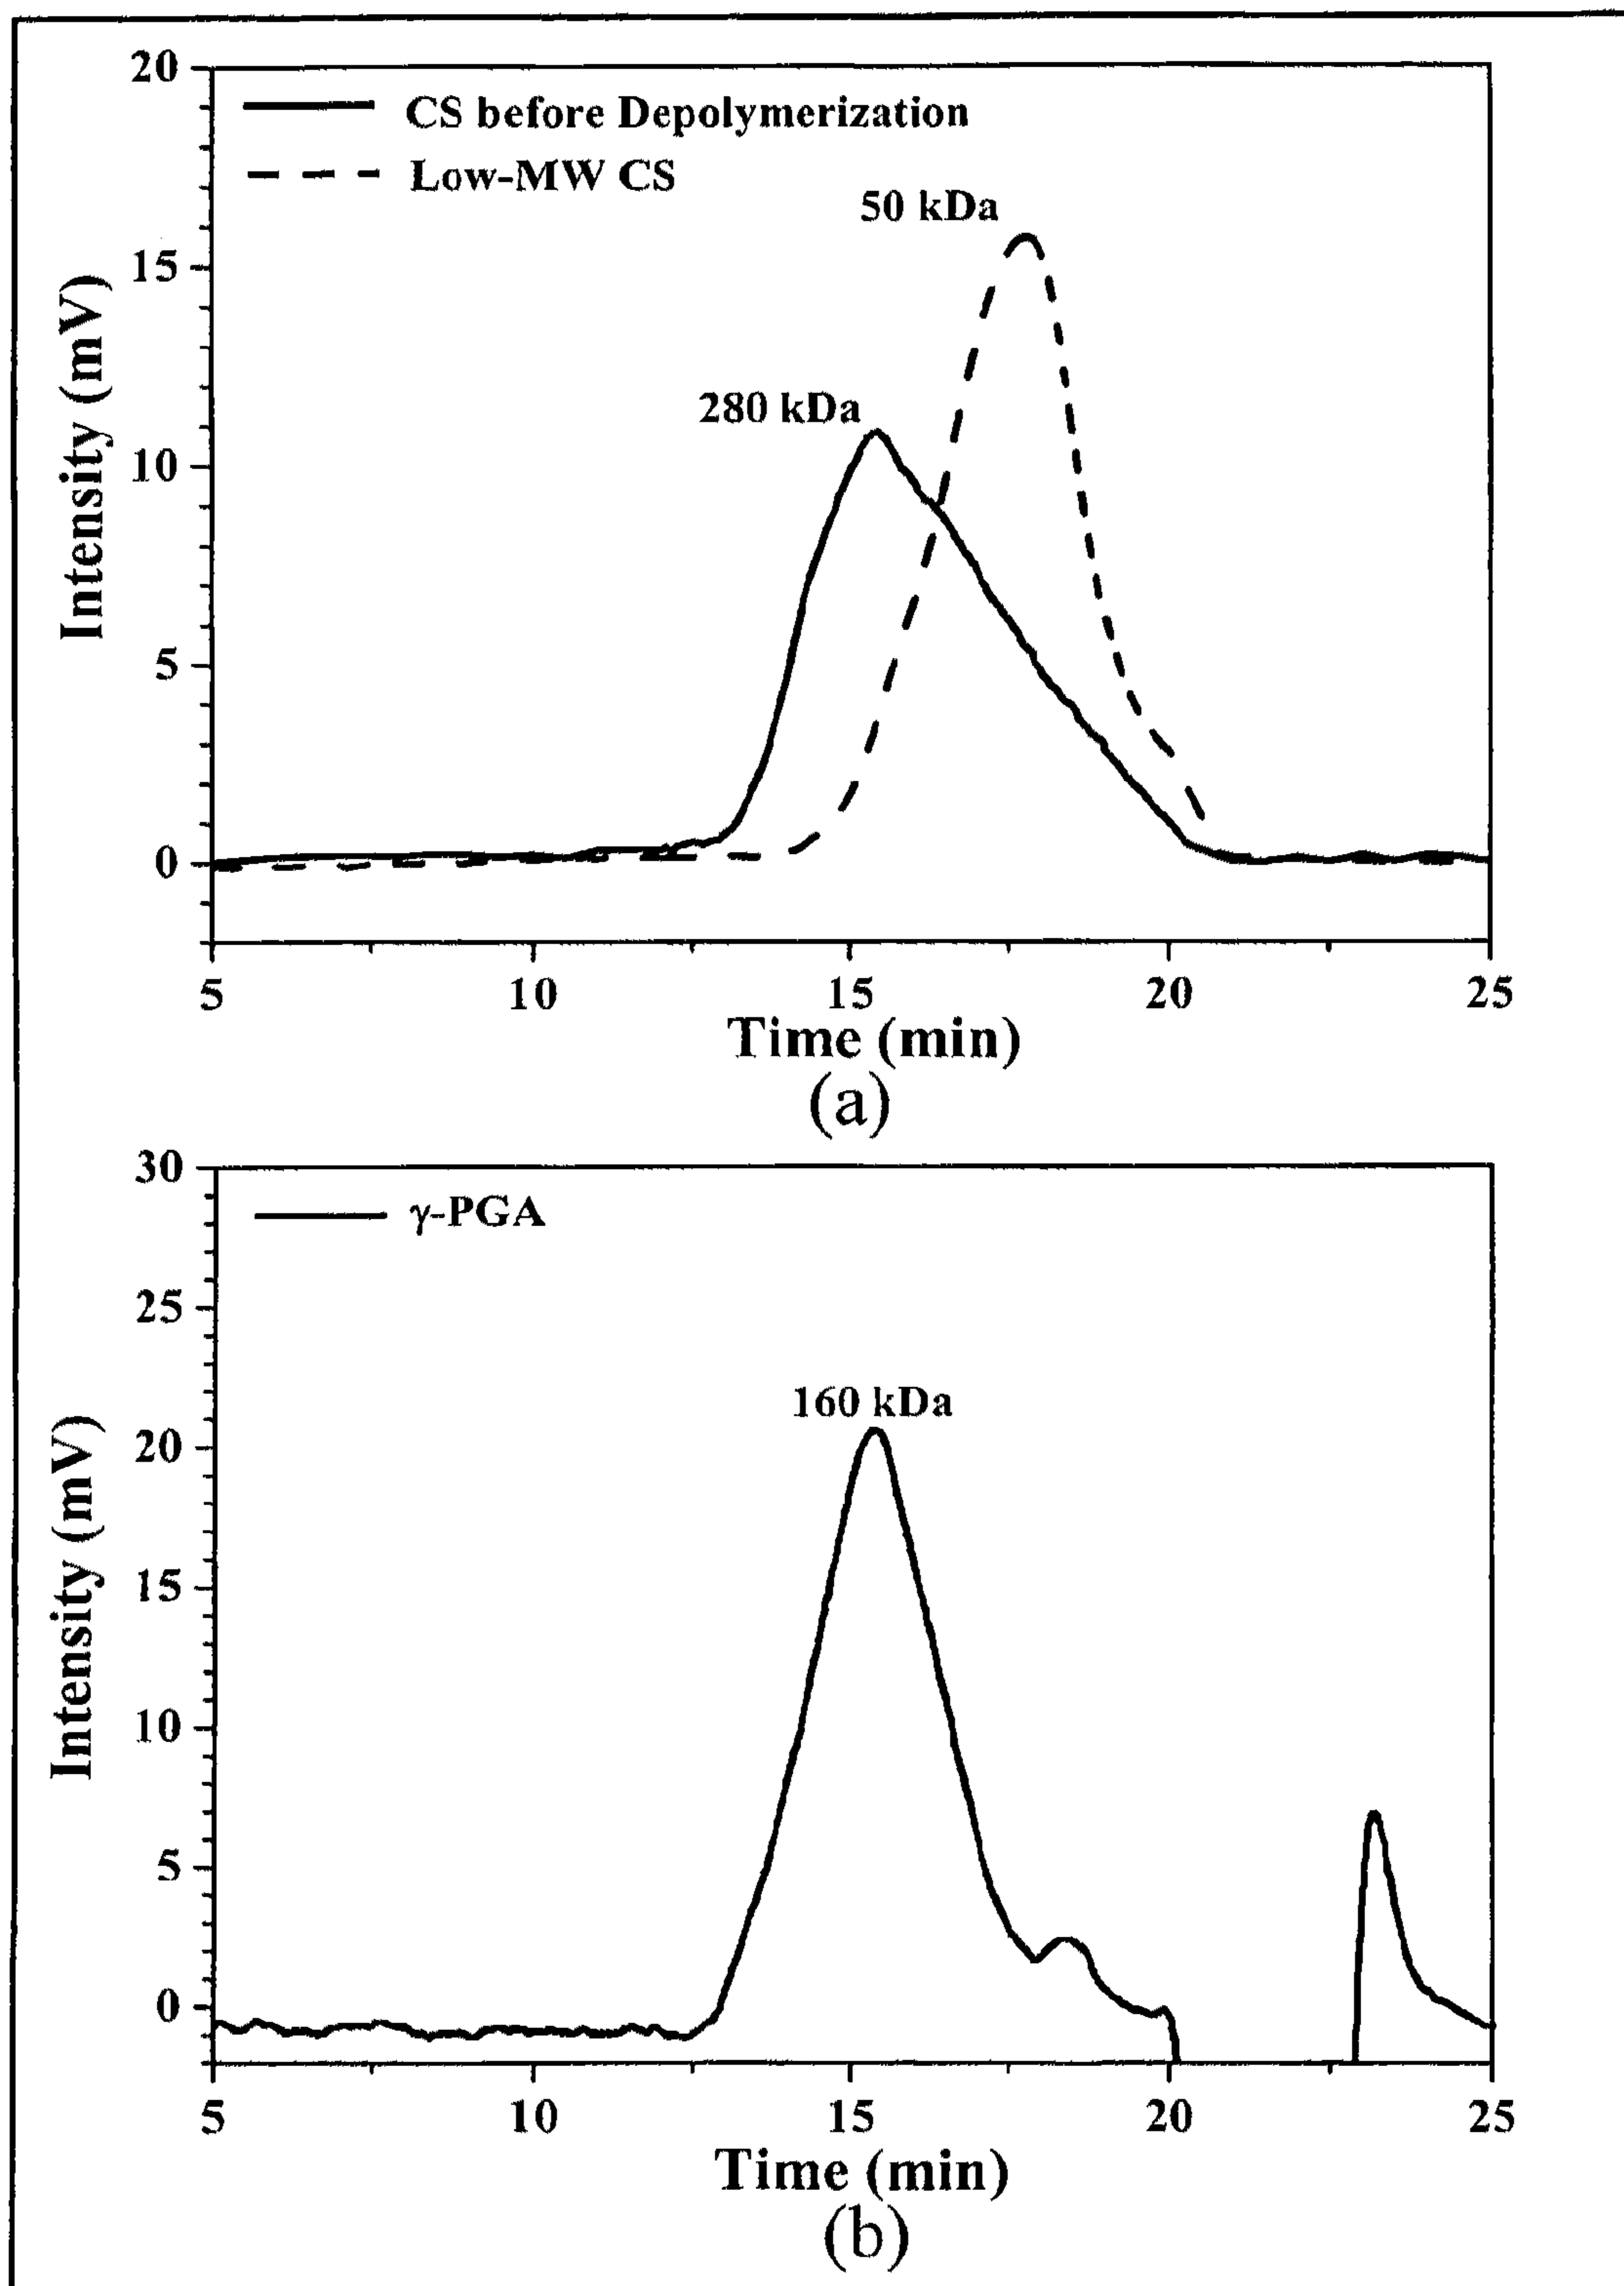 20
CS before Depolymerization
Low-MW CS
50 kDa
15
280 kDa
10
5
0
Intensity (mV)
5 10 15 20 25
Time (min)
(a)
30
γ-PGA
25
160 kDa
20
15
10
5
0
Intensity (mV)
5 10 15 20 25
Time (min)
(b)